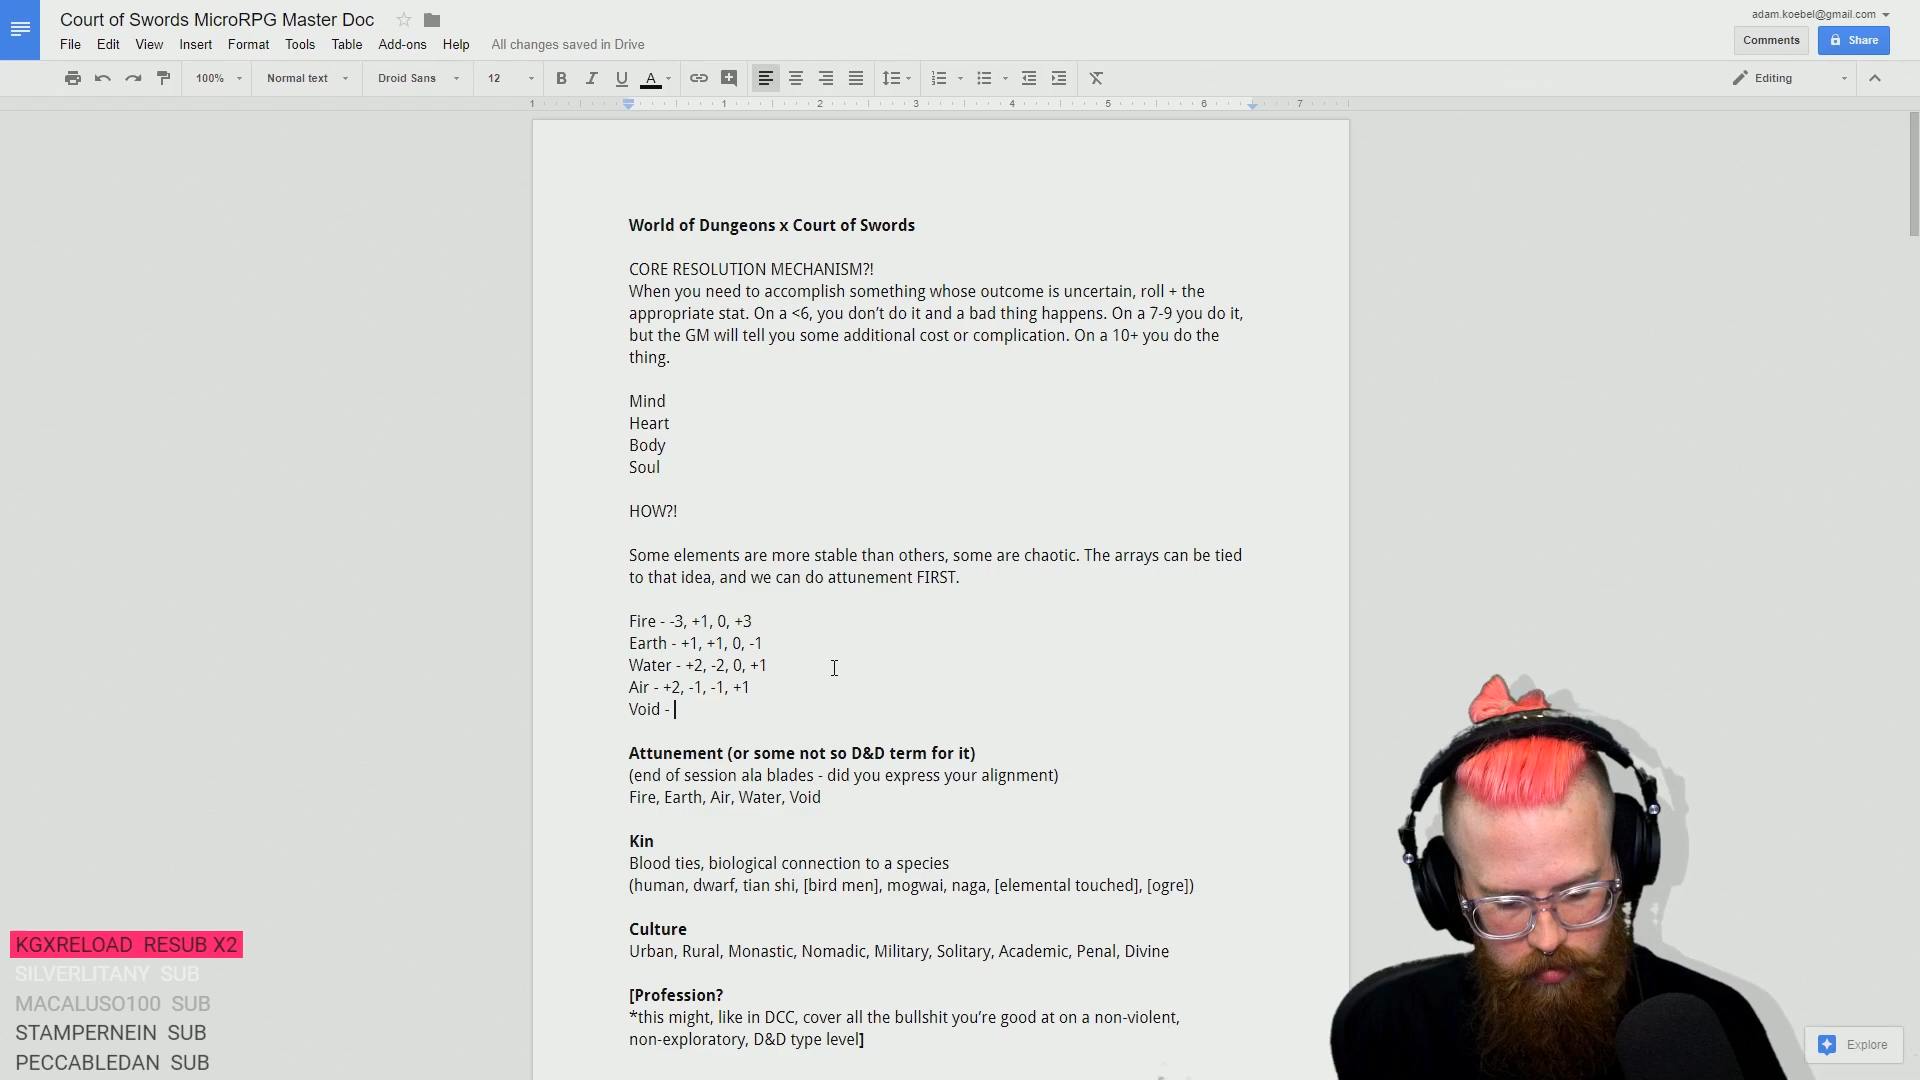 Court of Swords MicroRPG Master Doc
adam.koebel@gmail.com
File Edit View Insert Format Tools Table Add-ons Help All changes saved in Drive
Comments
Share
100% Normal text Droid Sans 12 B I U A Editing
1 1 2 3 4 5 6 7
World of Dungeons x Court of Swords
CORE RESOLUTION MECHANISM?!
When you need to accomplish something whose outcome is uncertain, roll + the
appropriate stat. On a <6, you don't do it and a bad thing happens. On a 7-9 you do it,
but the GM will tell you some additional cost or complication. On a 10+ you do the
thing.
Mind
Heart
Body
Soul
HOW?!
Some elements are more stable than others, some are chaotic. The arrays can be tied
to that idea, and we can do attunement FIRST.
Fire - -3, +1, 0, +3
Earth - +1, +1, 0, -1
Water - +2, -2, 0, +1
Air - +2, -1, -1, +1
Void -
Attunement (or some not so D&D term for it)
(end of session ala blades - did you express your alignment)
Fire, Earth, Air, Water, Void
Kin
Blood ties, biological connection to a species
(human, dwarf, tian shi, [bird men], mogwai, naga, [elemental touched], [ogre])
Culture
Urban, Rural, Monastic, Nomadic, Military, Solitary, Academic, Penal, Divine
[Profession?
*this might, like in DCC, cover all the bullshit you're good at on a non-violent,
non-exploratory, D&D type level]
KGXRELOAD RESUB X2
SILVERLITANY SUB
MACALUSO100 SUB
STAMPERNEIN SUB
PECCABLEDAN SUB
Explore